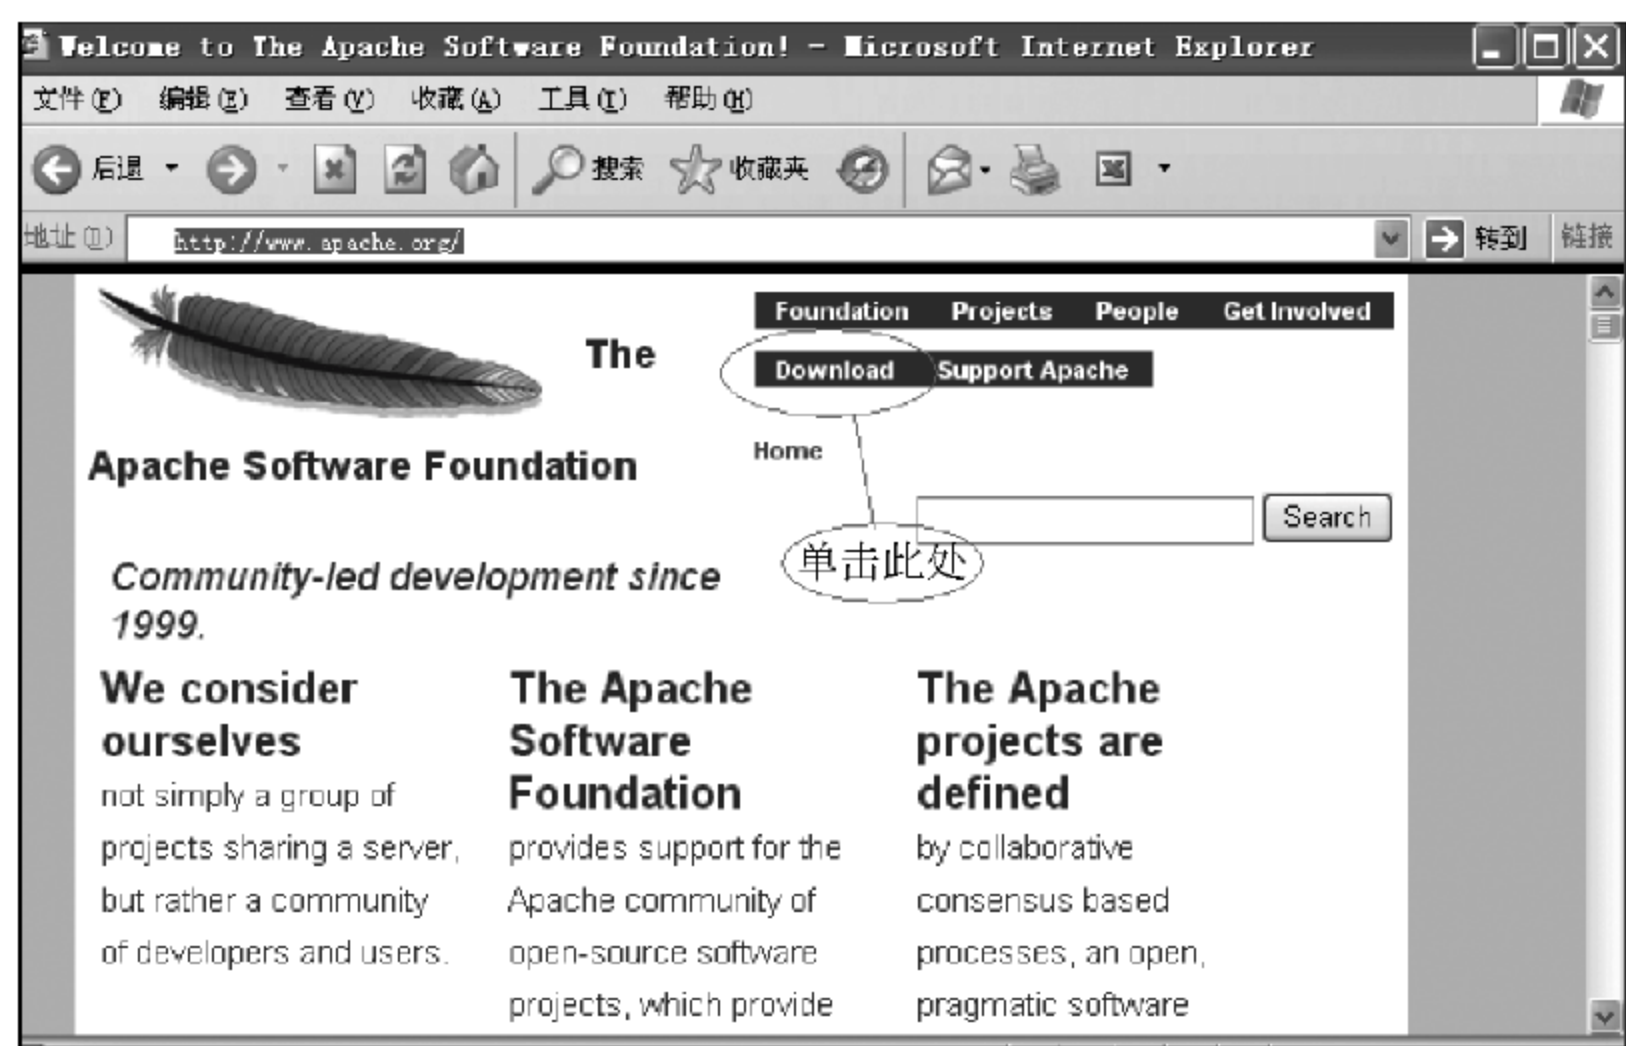 Welcome to The Apache Software Foundation! - Microsoft Internet Explorer
文件(F) 编辑(E) 查看(V) 收藏(A) 工具(T) 帮助(H)
后退 搜索 收藏夹
地址(D) http://www.apache.org/ 转到 链接
Foundation Projects People Get Involved
The
Download Support Apache
Home
Apache Software Foundation
Search
单击此处
Community-led development since
1999.
We consider
ourselves
not simply a group of
projects sharing a server,
but rather a community
of developers and users.
The Apache
Software
Foundation
provides support for the
Apache community of
open-source software
projects, which provide
The Apache
projects are
defined
by collaborative
consensus based
processes, an open,
pragmatic software